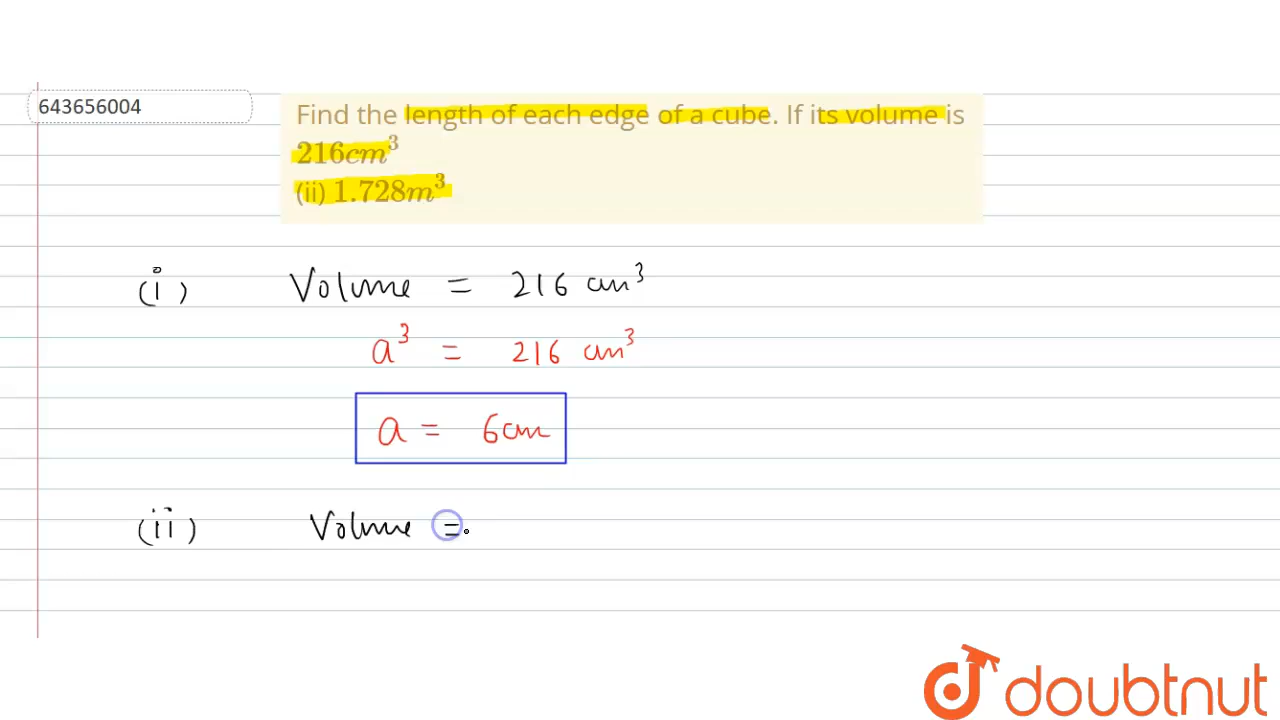 643656004
Find the length of each edge of a cube. If its volume is
216cm³
(ii) 1.728m³
(i) Volume = 216 cm³
a³ = 216 cm³
a = 6cm
(ii) Volume =
doubtnut